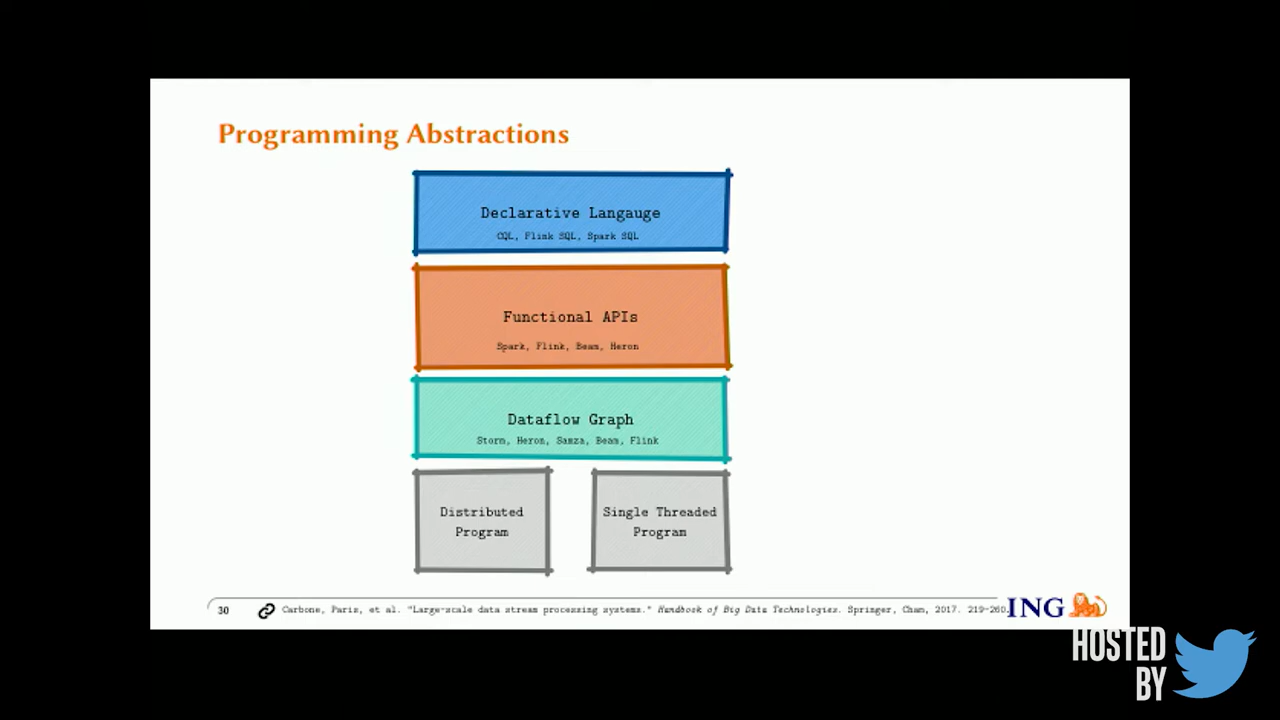 Programming Abstractions
Declarative Langauge
CQL, Flink SQL, Spark SQL
Functional APIs
Spark, Flink, Beam, Heron
Dataflow Graph
Storm, Heron, Samza, Beam, Flink
Distributed
Program
Single Threaded
Program
30
Carbone, Paris, et al. "Large-scale data stream processing systems." Handbook of Big Data Technologies. Springer, Cham, 2017. 219-260.
ING
HOSTED
BY